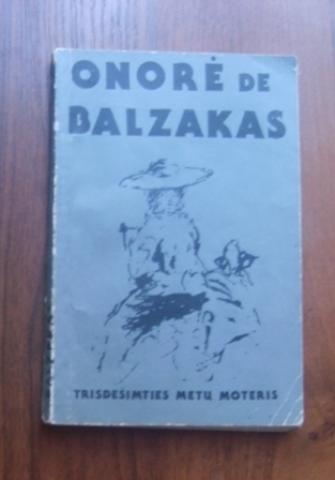 ONORĖ DE
BALZAKAS
TRISDEŠIMTIES METŲ MOTERIS